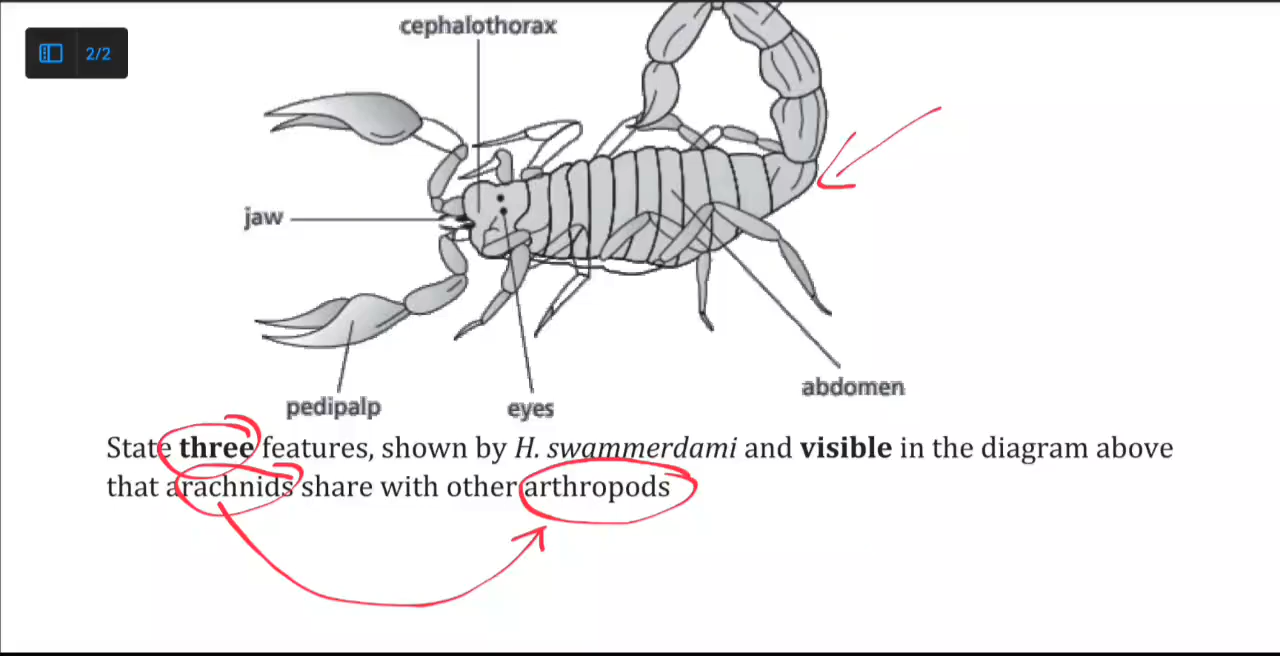 cephalothorax
2/2
jaw
abdomen
pedipalp
eyes
State three features, shown by H. swammerdami and visible in the diagram above
that arachnids share with other arthropods